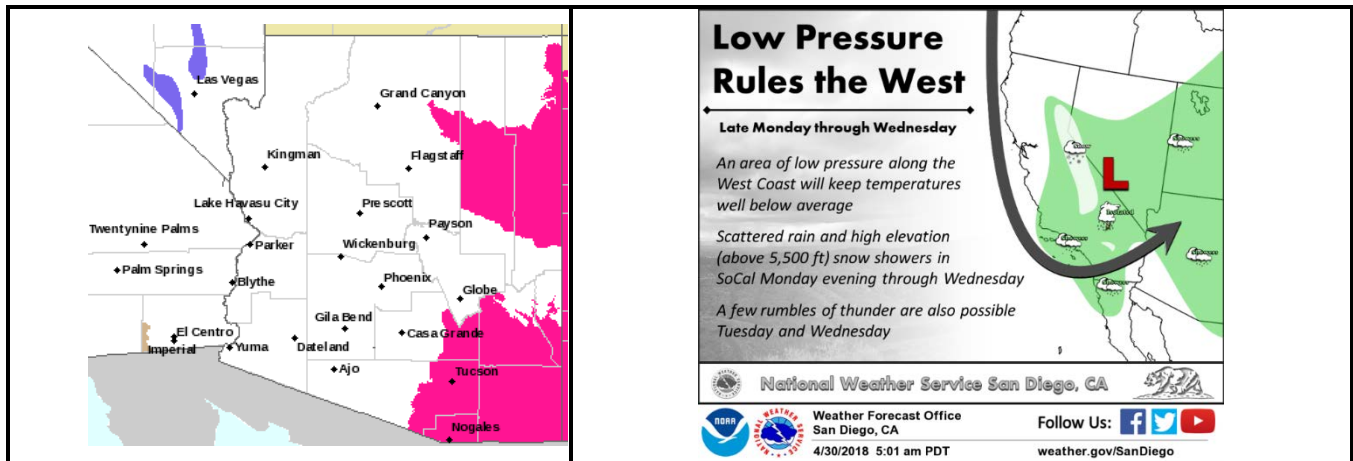 Las Vegas
Grand Canyon
Kingman
Flagstaff
Lake Havasu City
Prescott
Twentynine Palms
Parker
Wickenburg
Payson
Palm Springs
Blythe
Phoenix
Globe
Gila Bend
El Centro
Casa Grande
Imperial
Yuma
Dateland
Ajo
Tucson
Nogales
Low Pressure
Rules the West
Late Monday through Wednesday
An area of low pressure along the
West Coast will keep temperatures
well below average
Scattered rain and high elevation
(above 5,500 ft) snow showers in
SoCal Monday evening through Wednesday
A few rumbles of thunder are also possible
Tuesday and Wednesday
L
National Weather Service San Diego, CA
NOAA
NATIONAL WEATHER SERVICE
Weather Forecast Office
San Diego, CA
4/30/2018 5:01 am PDT
Follow Us:
weather.gov/SanDiego